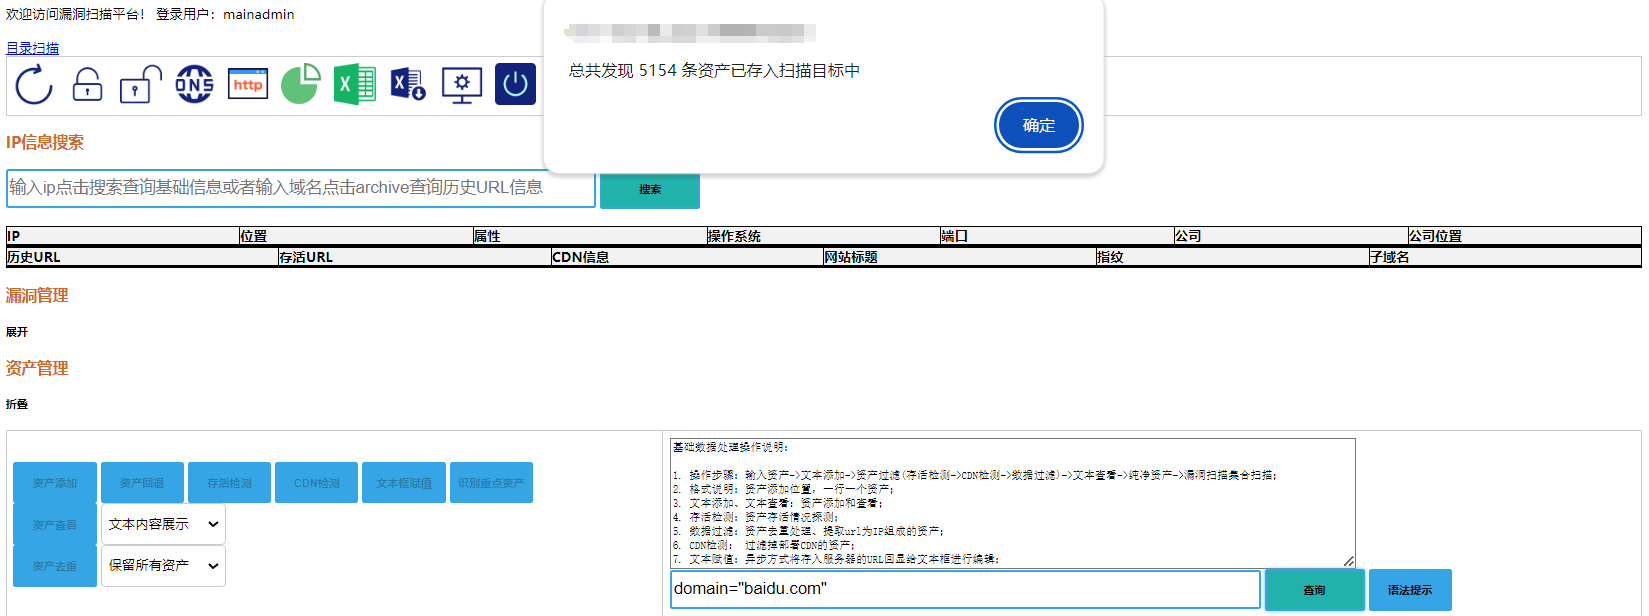 欢迎访问漏洞扫描平台！ 登录用户：mainadmin
目录扫描
DNS
http
总共发现 5154 条资产已存入扫描目标中
确定
IP信息搜索
输入ip点击搜索查询基础信息或者输入域名点击archive查询历史URL信息
搜索
IP 位置 属性 操作系统 端口 公司 公司位置
历史URL 存活URL CDN信息 网站标题 指纹 子域名
漏洞管理
展开
资产管理
折叠
资产添加 资产回退 存活检测 CDN检测 文本框赋值 识别重点资产
资产查看 文本内容展示
资产去重 保留所有资产
基础数据处理操作说明：
1. 操作步骤：输入资产->文本添加->资产过滤(存活检测->CDN检测->数据过滤)->文本查看->纯净资产->漏洞扫描集合扫描；
2. 格式说明：资产添加位置，一行一个资产；
3. 文本添加、文本查看：资产添加和查看；
4. 存活检测：资产存活情况探测；
5. 数据过滤：资产去重处理、提取url为IP组成的资产；
6. CDN检测： 过滤掉部署CDN的资产；
7. 文本赋值：异步方式将存入服务器的URL回显给文本框进行编辑；
domain="baidu.com" 查询 语法提示